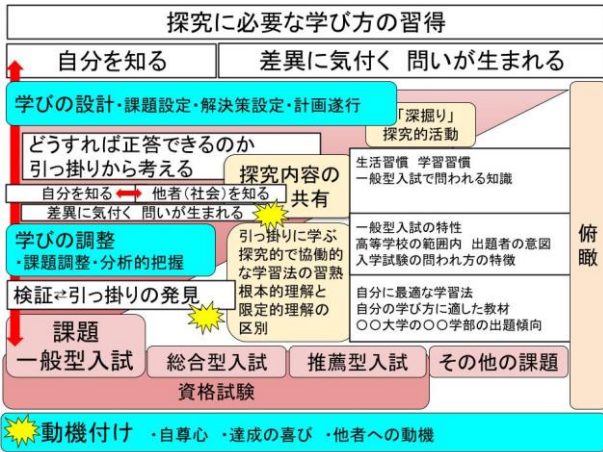 探究に必要な学び方の習得
自分を知る
差異に気付く 問いが生まれる
学びの設計・課題設定・解決策設定・計画遂行
「深掘り」
探究的活動
どうすれば正答できるのか
引っ掛りから考える
探究内容の
共有
生活習慣 学習習慣
一般型入試で問われる知識
自分を知る
他者(社会)を知る
差異に気付く 問いが生まれる
学びの調整
・課題調整・分析的把握
引っ掛りに学ぶ
探究的で協働的
な学習法の習熟
根本的理解と
限定的理解の
区別
一般型入試の特性
高等学校の範囲内 出題者の意図
入学試験の問われ方の特徴
俯瞰
検証⇄引っ掛りの発見
自分に最適な学習法
自分の学び方に適した教材
〇〇大学の〇〇学部の出題傾向
課題
一般型入試
総合型入試
推薦型入試
その他の課題
資格試験
動機付け ・自尊心 ・達成の喜び ・他者への動機